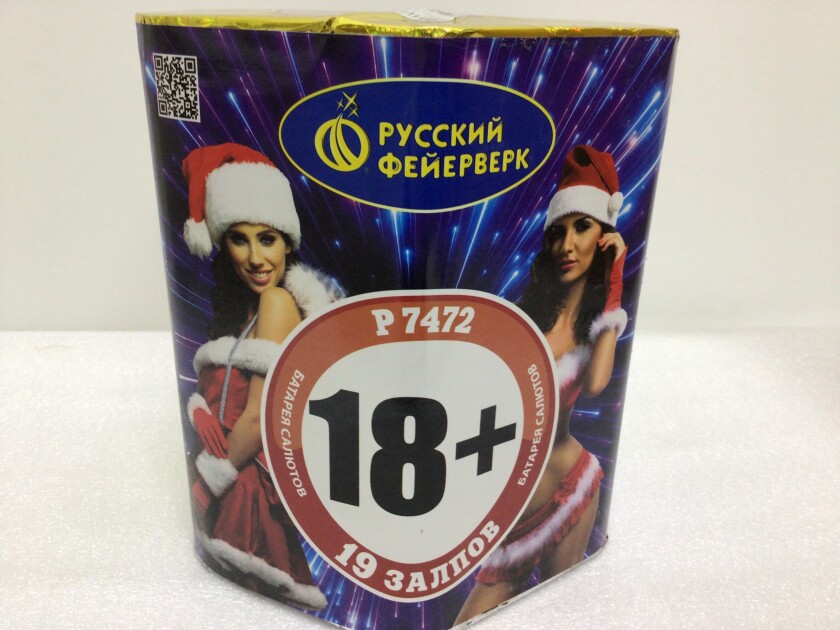 РУССКИЙ
ФЕЙЕРВЕРК
Р 7472
БАТАРЕЯ САЛЮТОВ
18+
БАТАРЕЯ САЛЮТОВ
19 ЗАЛПОВ